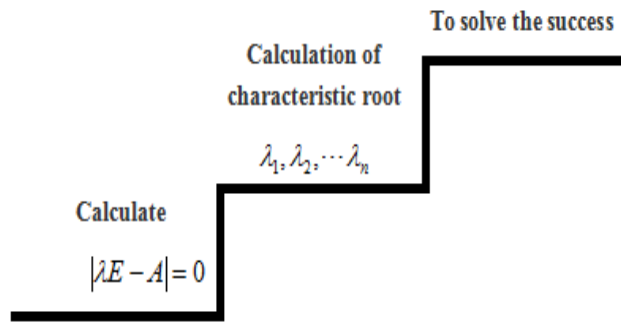 To solve the success
Calculation of
characteristic root
λ₁, λ₂, ⋯ λₙ
Calculate
|λE − A| = 0